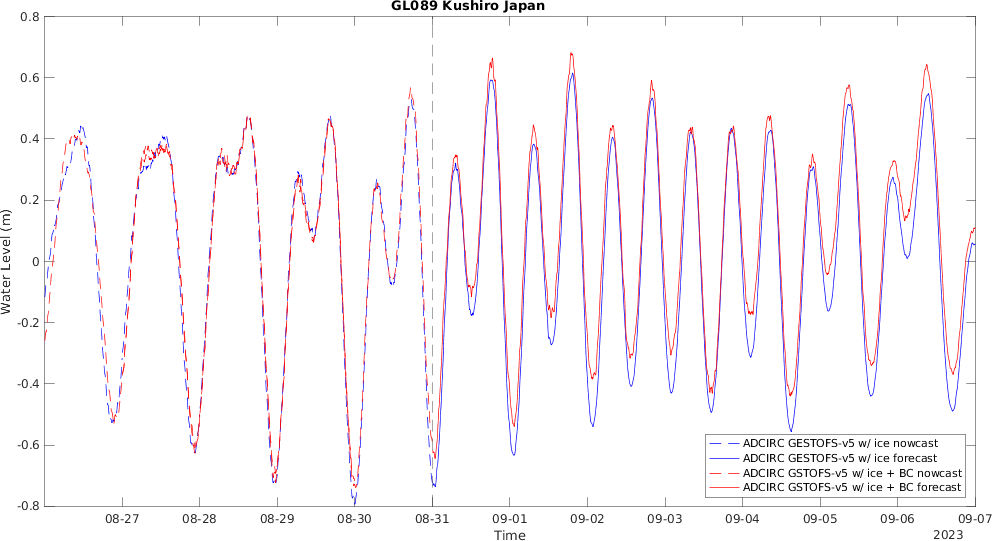 GL089 Kushiro Japan
0.8
0.6
0.4
0.2
0
-0.2
-0.4
-0.6
-0.8
Water Level (m)
08-27 08-28 08-29 08-30 08-31 09-01 09-02 09-03 09-04 09-05 09-06 09-07
Time
2023
ADCIRC GESTOFS-v5 w/ ice nowcast
ADCIRC GESTOFS-v5 w/ ice forecast
ADCIRC GSTOFS-v5 w/ ice + BC nowcast
ADCIRC GSTOFS-v5 w/ ice + BC forecast